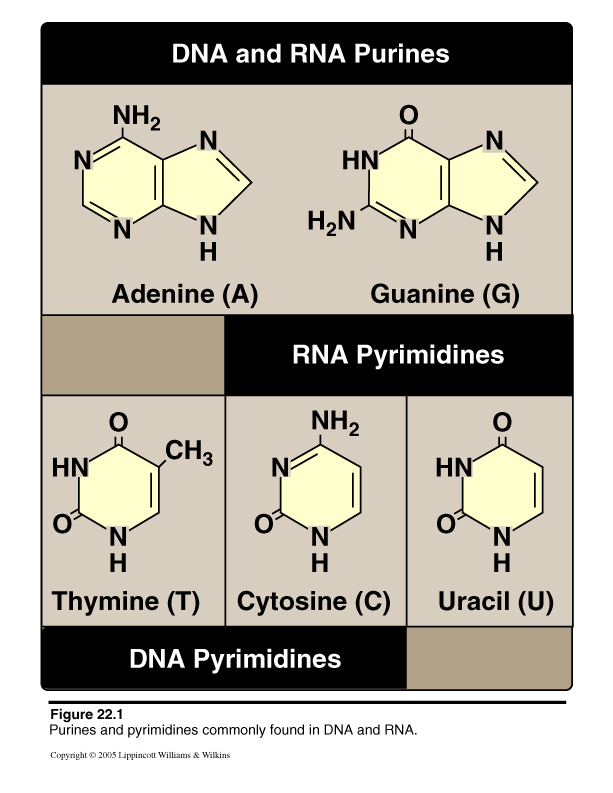 DNA and RNA Purines
NH2
N
N
N
N
H
Adenine (A)
O
HN
N
H2N
N
N
H
Guanine (G)
RNA Pyrimidines
O
CH3
HN
O
N
H
Thymine (T)
NH2
N
O
N
H
Cytosine (C)
O
HN
O
N
H
Uracil (U)
DNA Pyrimidines
Figure 22.1
Purines and pyrimidines commonly found in DNA and RNA.
Copyright © 2005 Lippincott Williams & Wilkins